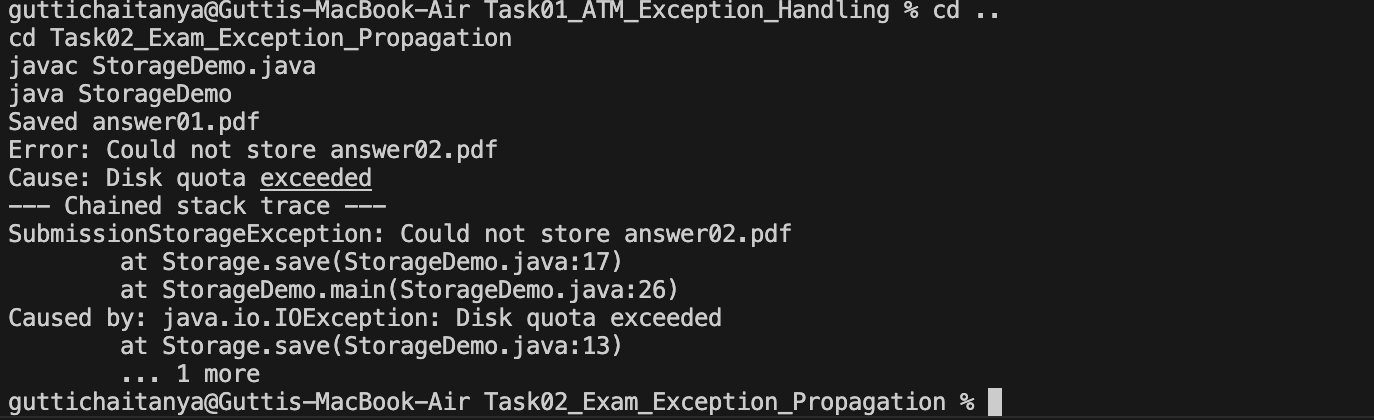 guttichaitanya@Guttis-MacBook-Air Task01_ATM_Exception_Handling % cd ..
cd Task02_Exam_Exception_Propagation
javac StorageDemo.java
java StorageDemo
Saved answer01.pdf
Error: Could not store answer02.pdf
Cause: Disk quota exceeded
--- Chained stack trace ---
SubmissionStorageException: Could not store answer02.pdf
        at Storage.save(StorageDemo.java:17)
        at StorageDemo.main(StorageDemo.java:26)
Caused by: java.io.IOException: Disk quota exceeded
        at Storage.save(StorageDemo.java:13)
        ... 1 more
guttichaitanya@Guttis-MacBook-Air Task02_Exam_Exception_Propagation %